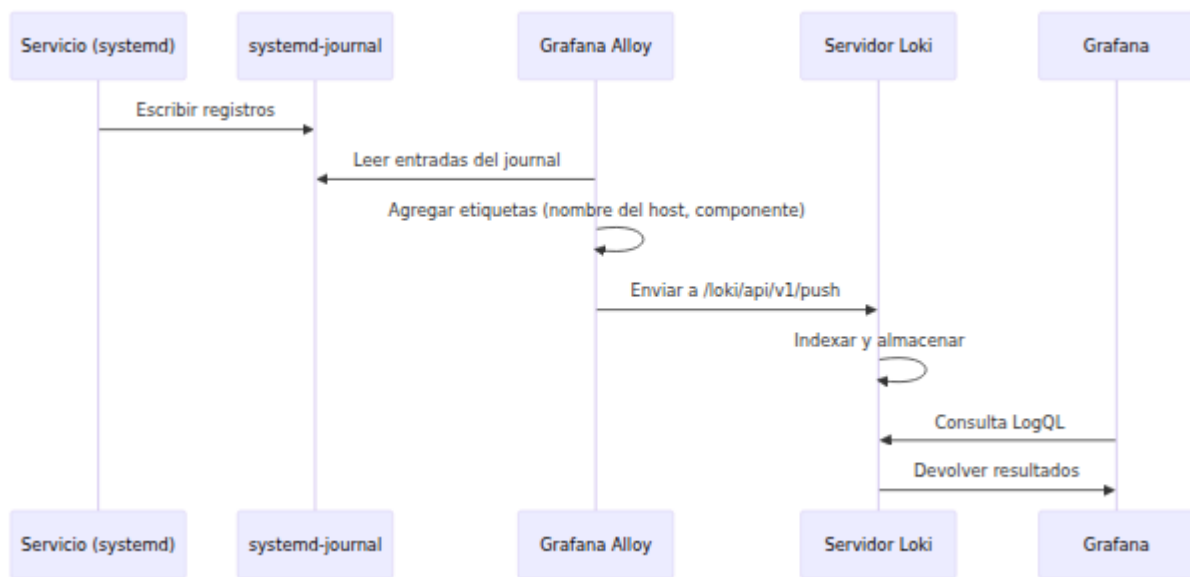 Servicio (systemd)
systemd-journal
Grafana Alloy
Servidor Loki
Grafana
Escribir registros
Leer entradas del journal
Agregar etiquetas (nombre del host, componente)
Enviar a /loki/api/v1/push
Indexar y almacenar
Consulta LogQL
Devolver resultados
Servicio (systemd)
systemd-journal
Grafana Alloy
Servidor Loki
Grafana